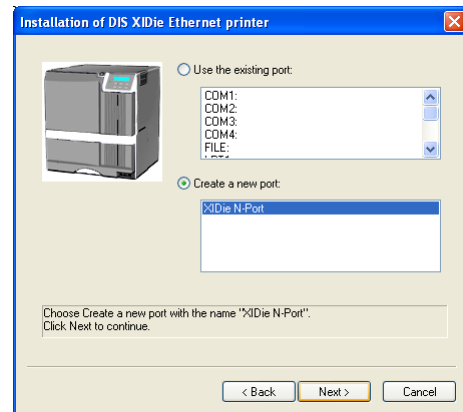 Installation of DIS XIDie Ethernet printer
Use the existing port:
COM1:
COM2:
COM3:
COM4:
FILE:
Create a new port:
XIDie N-Port
Choose Create a new port with the name "XIDie N-Port".
Click Next to continue.
< Back
Next >
Cancel